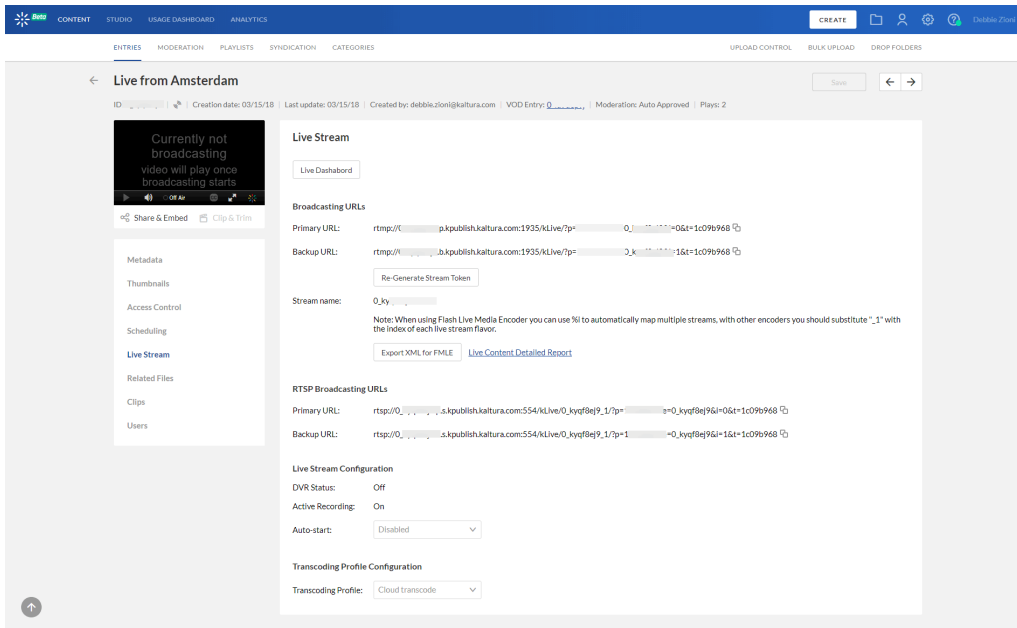 Beta CONTENT STUDIO USAGE DASHBOARD ANALYTICS CREATE Debbie Zioni
ENTRIES MODERATION PLAYLISTS SYNDICATION CATEGORIES UPLOAD CONTROL BULK UPLOAD DROP FOLDERS
Live from Amsterdam Save
ID Creation date: 03/15/18 Last update: 03/15/18 Created by: debbie.zioni@kaltura.com VOD Entry: Moderation: Auto Approved Plays: 2
Currently not
broadcasting
video will play once
broadcasting starts
Off Air
Share & Embed Clip & Trim
Metadata
Thumbnails
Access Control
Scheduling
Live Stream
Related Files
Clips
Users
Live Stream
Live Dashabord
Broadcasting URLs
Primary URL: rtmp:// p.kpublish.kaltura.com:1935/kLive/?p= =0&t=1c09b968
Backup URL: rtmp:// .b.kpublish.kaltura.com:1935/kLive/?p= 1&t=1c09b968
Re-Generate Stream Token
Stream name: 0_ky
Note: When using Flash Live Media Encoder you can use %i to automatically map multiple streams, with other encoders you should substitute "_1" with
the index of each live stream flavor.
Export XML for FMLE Live Content Detailed Report
RTSP Broadcasting URLs
Primary URL: rtsp://0_ .s.kpublish.kaltura.com:554/kLive/0_kyqf8ej9_1/?p= =0_kyqf8ej9&i=0&t=1c09b968
Backup URL: rtsp://0_ .s.kpublish.kaltura.com:554/kLive/0_kyqf8ej9_1/?p=1 =0_kyqf8ej9&i=1&t=1c09b968
Live Stream Configuration
DVR Status: Off
Active Recording: On
Auto-start: Disabled
Transcoding Profile Configuration
Transcoding Profile: Cloud transcode